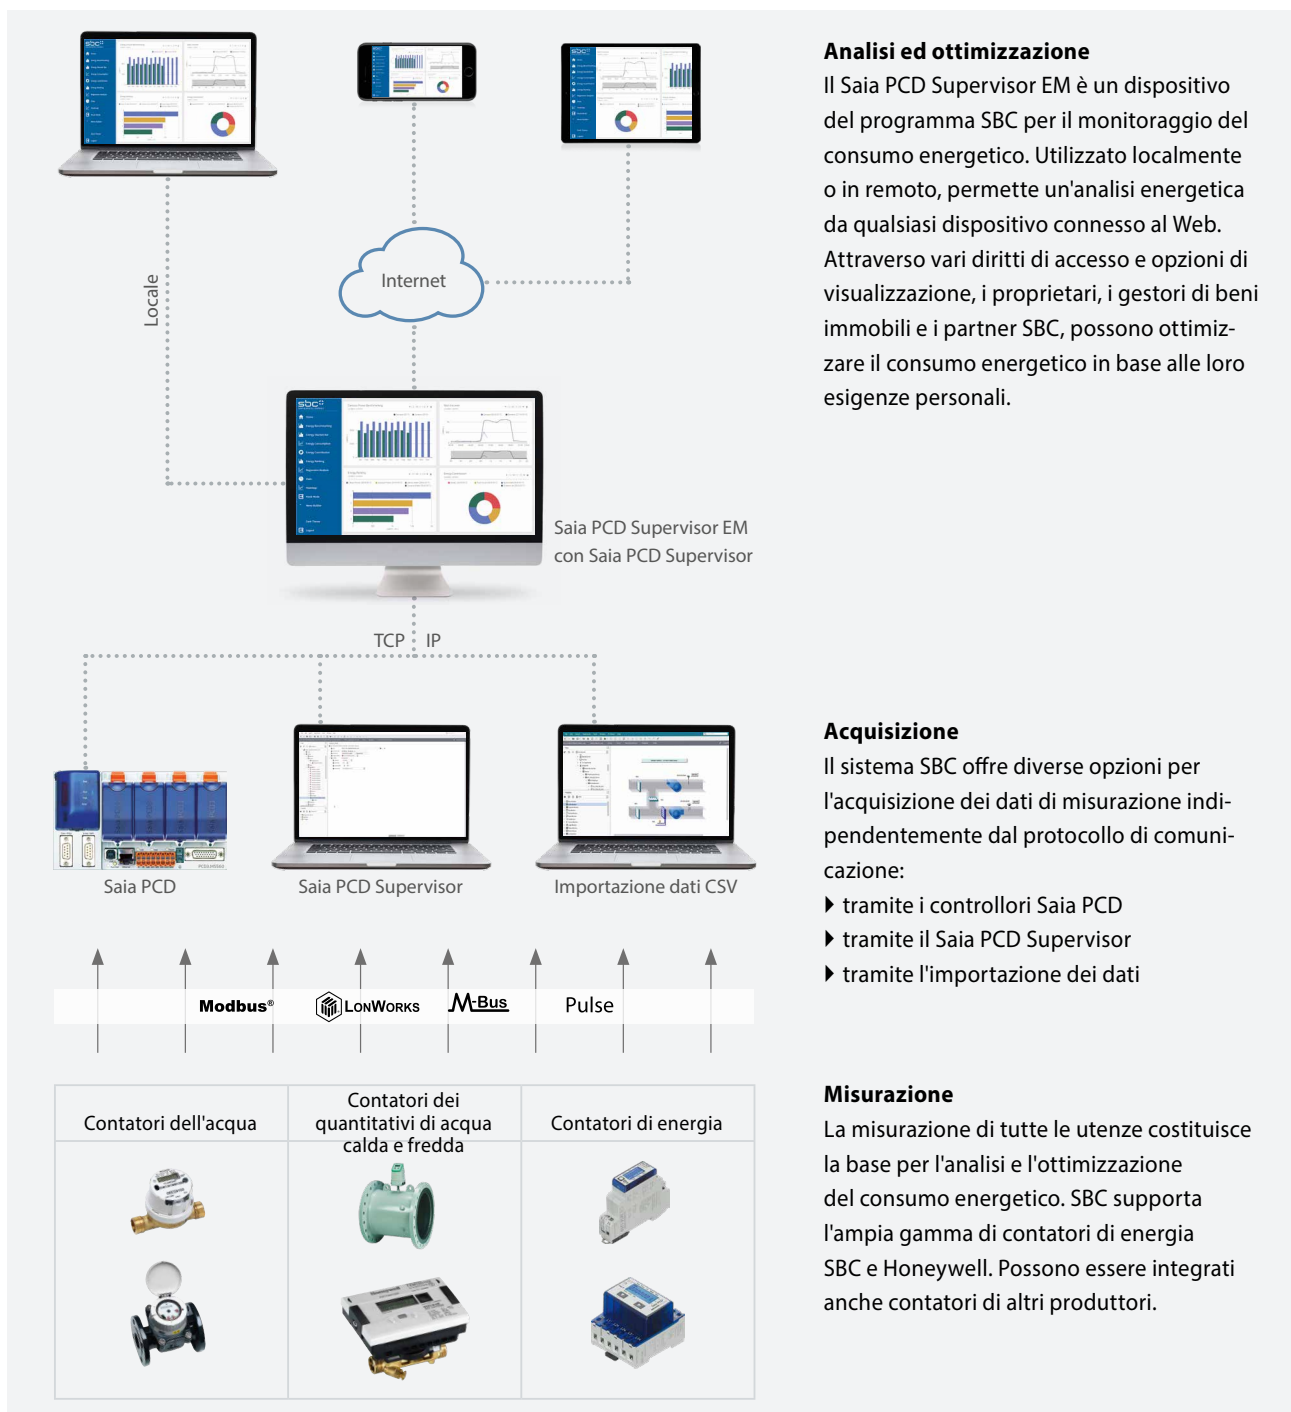 Analisi ed ottimizzazione
Il Saia PCD Supervisor EM è un dispositivo
del programma SBC per il monitoraggio del
consumo energetico. Utilizzato localmente
o in remoto, permette un'analisi energetica
da qualsiasi dispositivo connesso al Web.
Attraverso vari diritti di accesso e opzioni di
visualizzazione, i proprietari, i gestori di beni
immobili e i partner SBC, possono ottimiz-
zare il consumo energetico in base alle loro
esigenze personali.
Internet
Locale
sbc
Home
Saia PCD Supervisor EM
con Saia PCD Supervisor
TCP IP
Saia PCD
Saia PCD Supervisor
Importazione dati CSV
Acquisizione
Il sistema SBC offre diverse opzioni per
l'acquisizione dei dati di misurazione indi-
pendentemente dal protocollo di comuni-
cazione:
tramite i controllori Saia PCD
tramite il Saia PCD Supervisor
tramite l'importazione dei dati
Modbus® LONWORKS M-Bus Pulse
Contatori dell'acqua
Contatori dei
quantitativi di acqua
calda e fredda
Contatori di energia
Misurazione
La misurazione di tutte le utenze costituisce
la base per l'analisi e l'ottimizzazione
del consumo energetico. SBC supporta
l'ampia gamma di contatori di energia
SBC e Honeywell. Possono essere integrati
anche contatori di altri produttori.